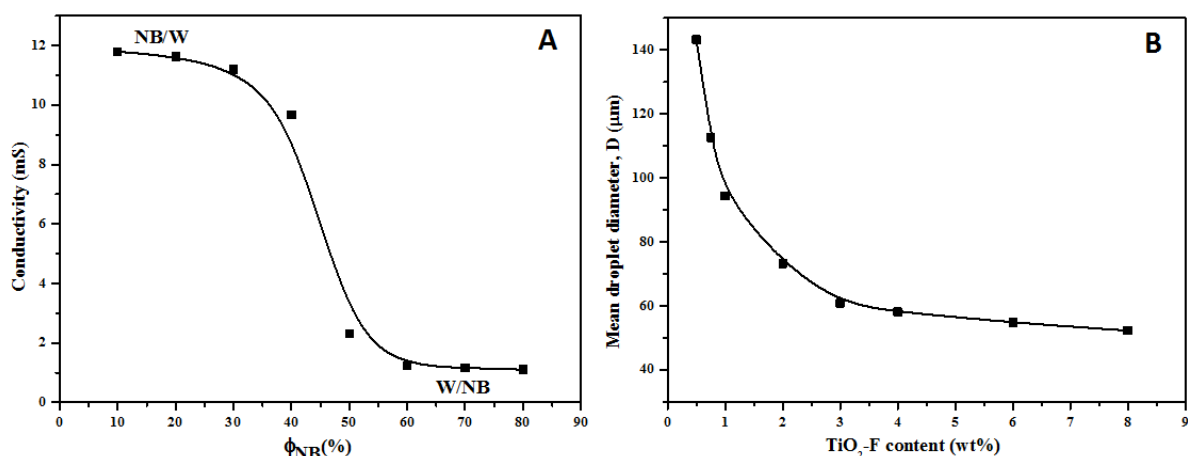 A
NB/W
W/NB
Conductivity (mS)
12
10
8
6
4
2
0
0 10 20 30 40 50 60 70 80 90
ϕNB(%)
B
Mean droplet diameter, D (μm)
140
120
100
80
60
40
0 1 2 3 4 5 6 7 8 9
TiO2-F content (wt%)